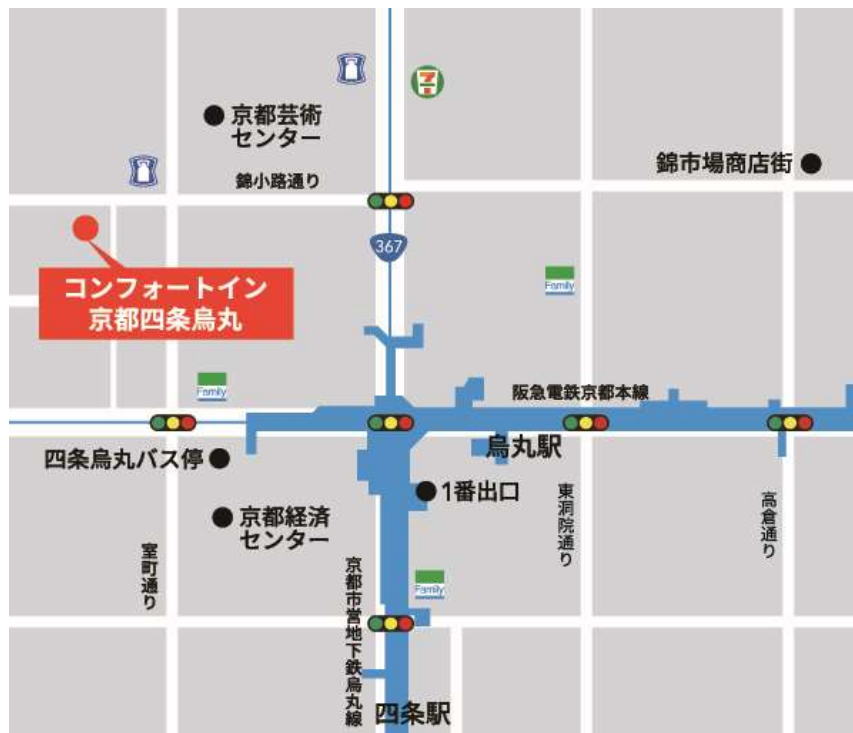 京都芸術
センター
錦市場商店街
錦小路通り
367
コンフォートイン
京都四条烏丸
Family
Family
阪急電鉄京都本線
烏丸駅
四条烏丸バス停
1番出口
京都経済
センター
東洞院通り
高倉通り
室町通り
京都市営地下鉄烏丸線
Family
四条駅